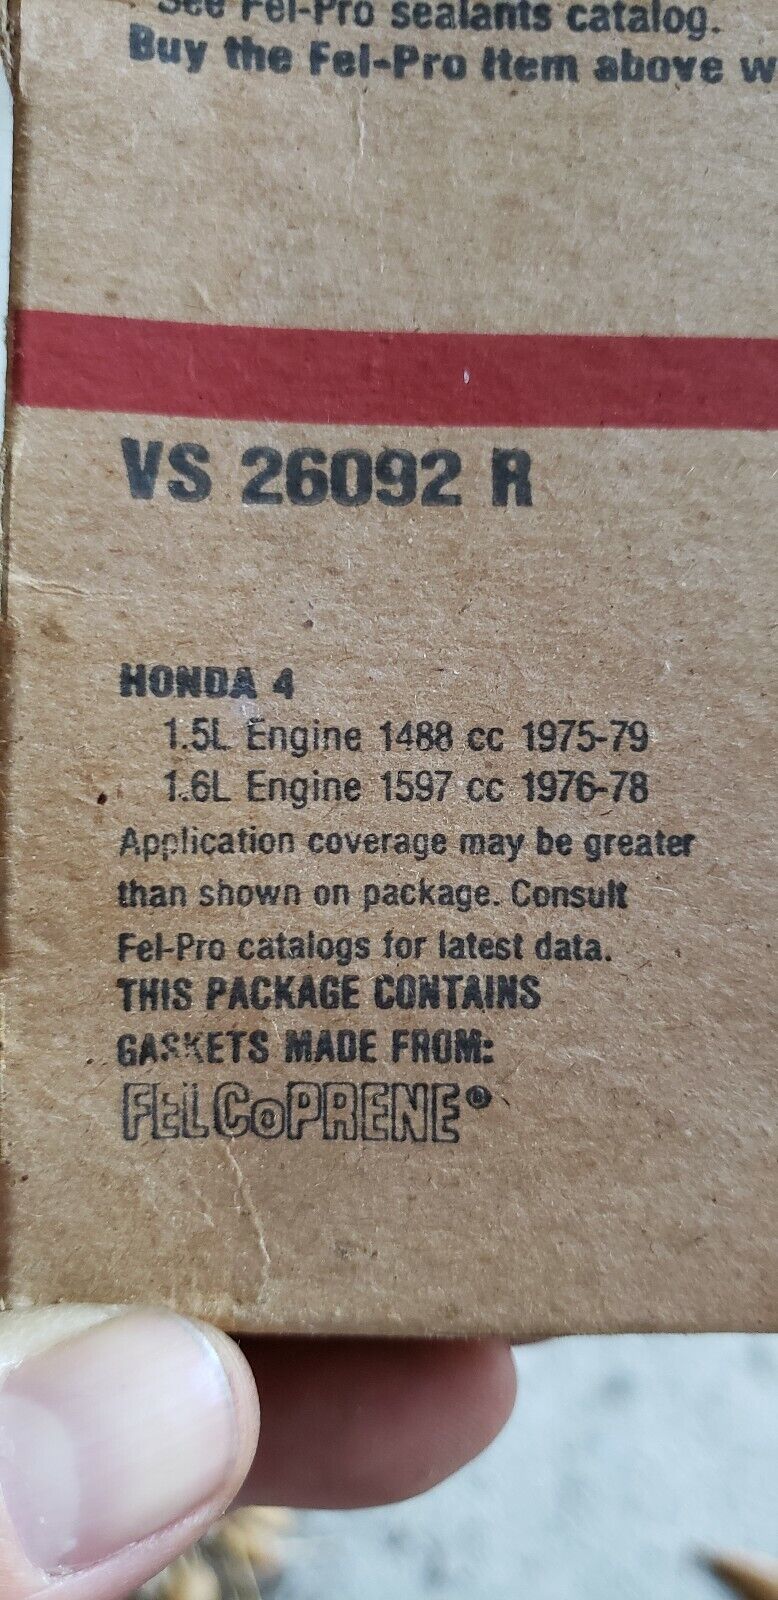 See Fel-Pro sealants catalog.
Buy the Fel-Pro item above w
VS 26092 R
HONDA 4
1.5L Engine 1488 cc 1975-79
1.6L Engine 1597 cc 1976-78
Application coverage may be greater
than shown on package. Consult
Fel-Pro catalogs for latest data.
THIS PACKAGE CONTAINS
GASKETS MADE FROM:
FELCOPRENE®